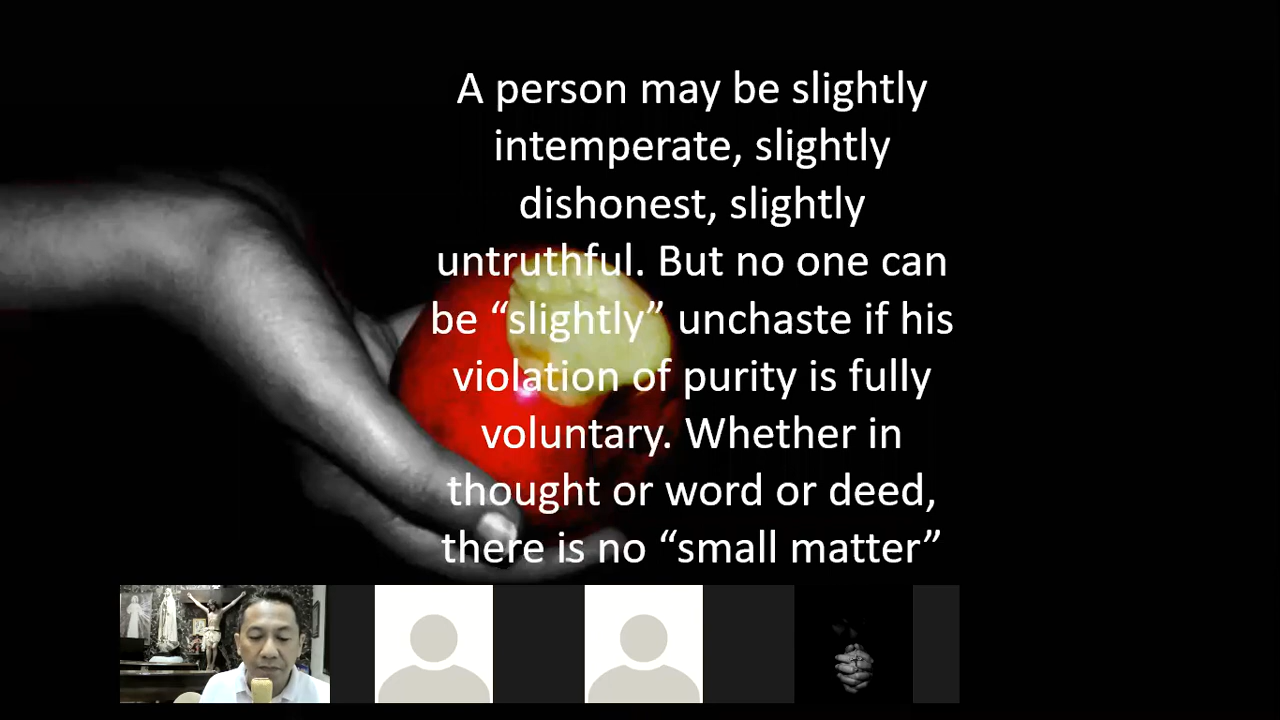 A person may be slightly
intemperate, slightly
dishonest, slightly
untruthful. But no one can
be “slightly” unchaste if his
violation of purity is fully
voluntary. Whether in
thought or word or deed,
there is no “small matter”